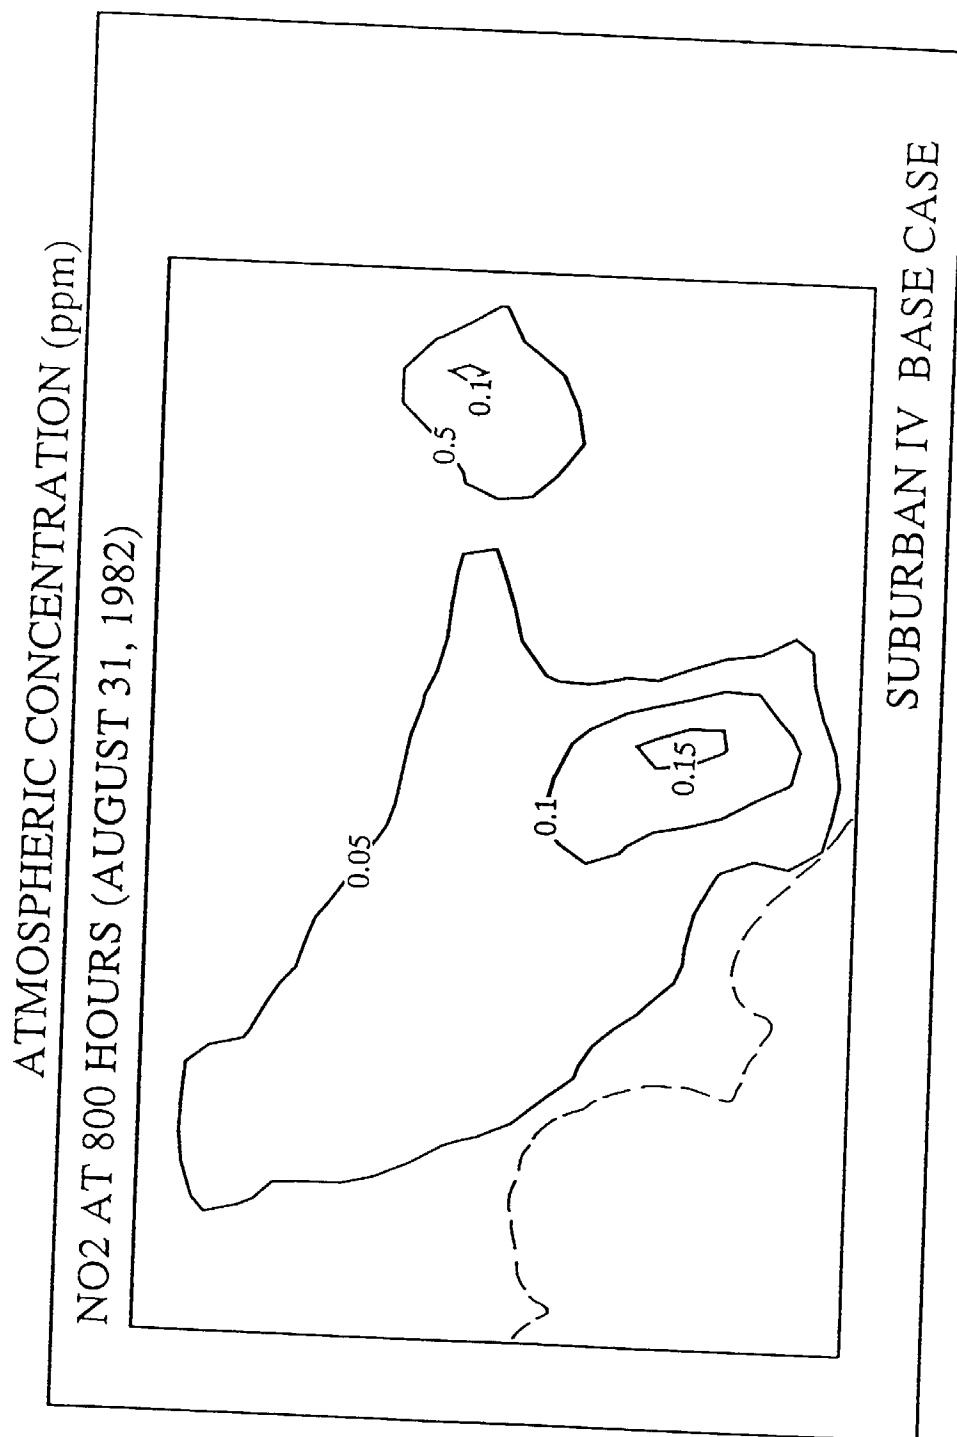 ATMOSPHERIC CONCENTRATION (ppm)
NO2 AT 800 HOURS (AUGUST 31, 1982)
0.05
0.5
0.1
0.1
0.15
SUBURBAN IV BASE CASE